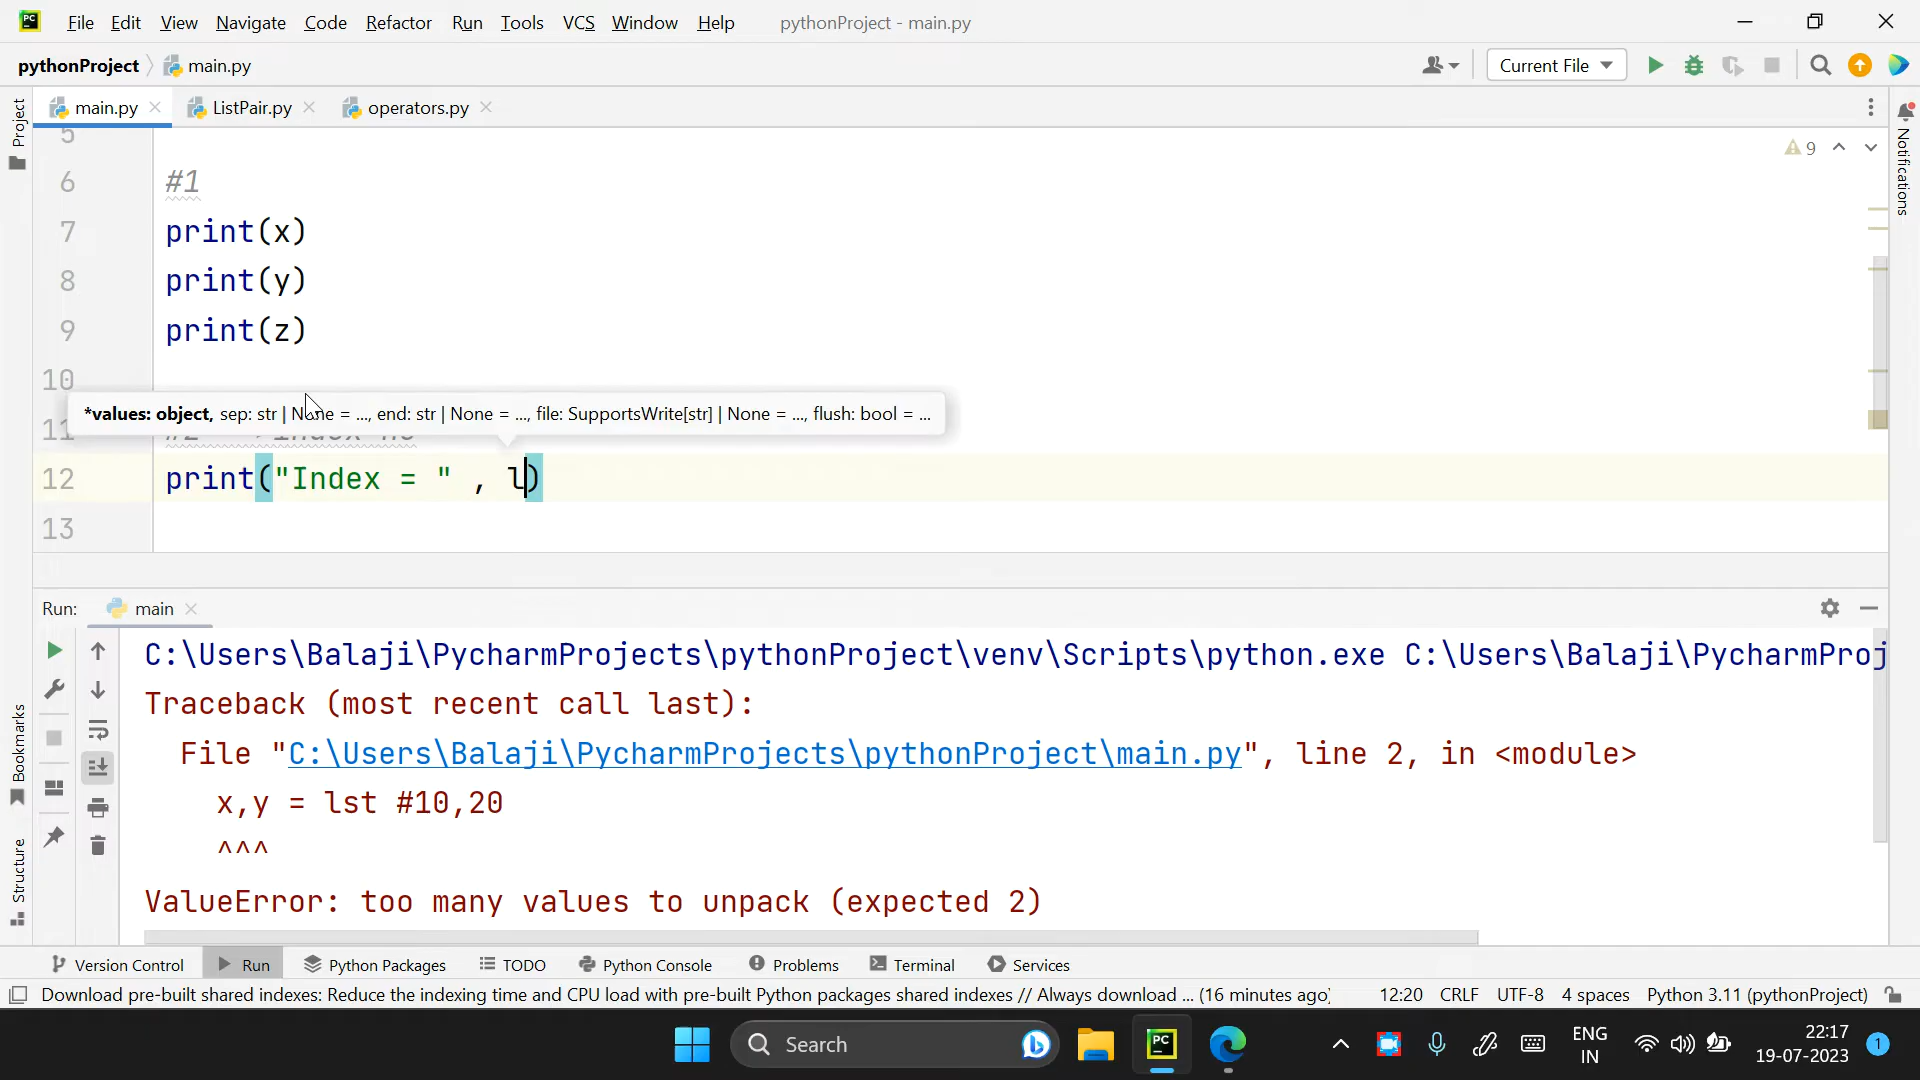 PC File Edit View Navigate Code Refactor Run Tools VCS Window Help pythonProject - main.py
pythonProject main.py Current File
Project main.py ListPair.py operators.py
Notifications
5 9
6 #1
7 print(x)
8 print(y)
9 print(z)
10
*values: object, sep: str | None = ..., end: str | None = ..., file: SupportsWrite[str] | None = ..., flush: bool = ...
11
12 print("Index = " , l)
13
Run: main
C:\Users\Balaji\PycharmProjects\pythonProject\venv\Scripts\python.exe C:\Users\Balaji\PycharmProj
Traceback (most recent call last):
File "C:\Users\Balaji\PycharmProjects\pythonProject\main.py", line 2, in <module>
x,y = lst #10,20
^^^
ValueError: too many values to unpack (expected 2)
Bookmarks
Structure
Version Control Run Python Packages TODO Python Console Problems Terminal Services
Download pre-built shared indexes: Reduce the indexing time and CPU load with pre-built Python packages shared indexes // Always download ... (16 minutes ago) 12:20 CRLF UTF-8 4 spaces Python 3.11 (pythonProject)
Search PC ENG IN 22:17 19-07-2023 1